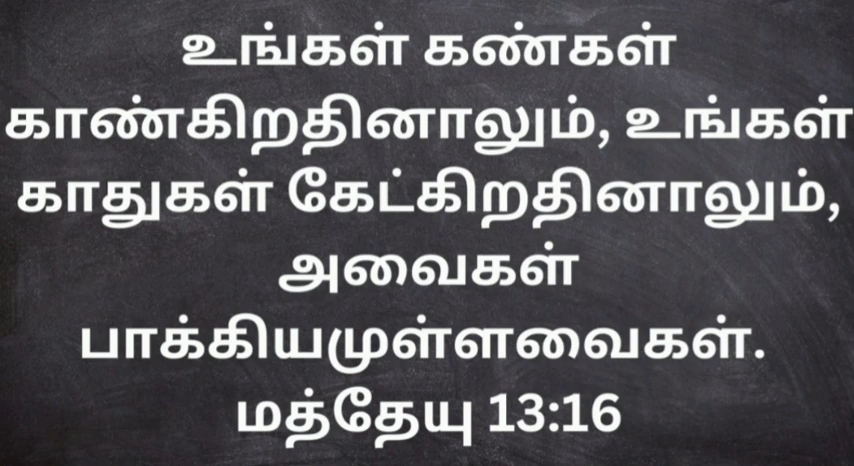 உங்கள் கண்கள்
காண்கிறதினாலும், உங்கள்
காதுகள் கேட்கிறதினாலும்,
அவைகள்
பாக்கியமுள்ளவைகள்.
மத்தேயு 13:16